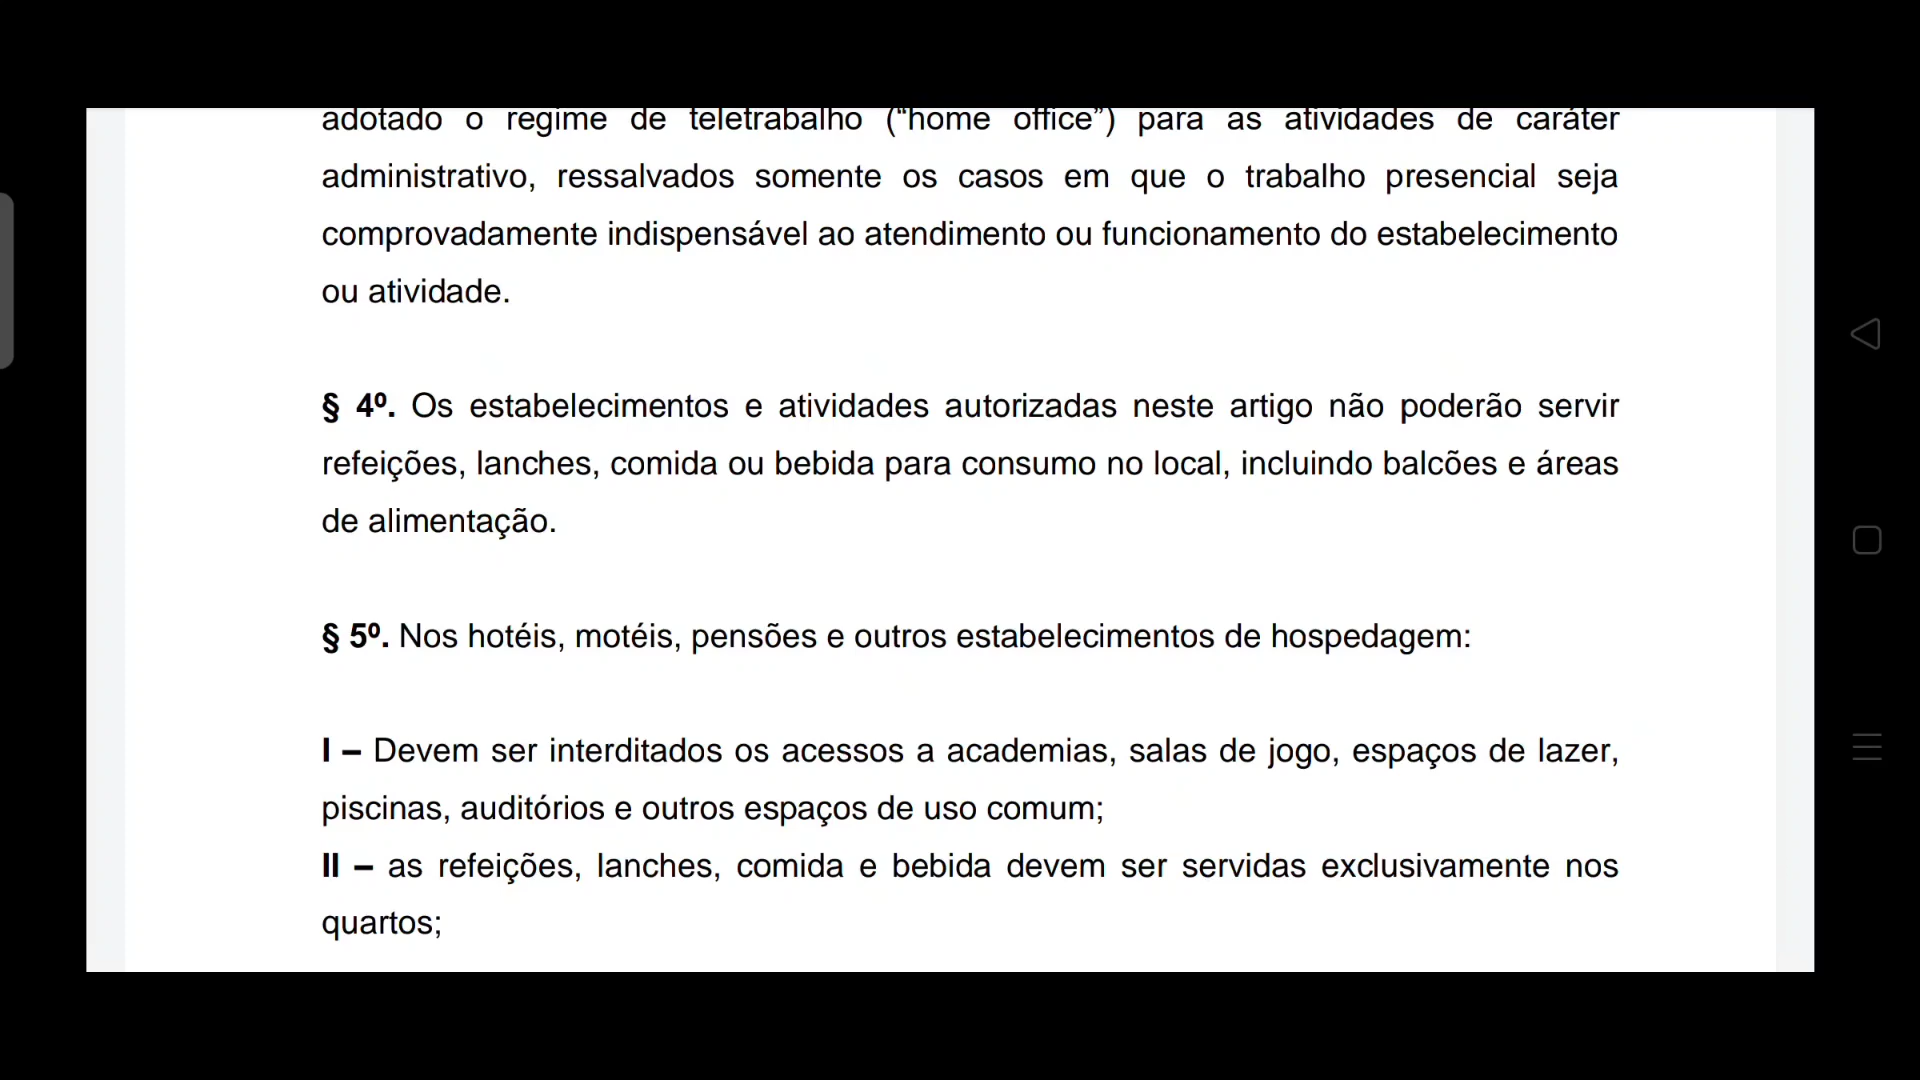 adotado o regime de teletrabalho (“home office”) para as atividades de caráter
administrativo, ressalvados somente os casos em que o trabalho presencial seja
comprovadamente indispensável ao atendimento ou funcionamento do estabelecimento
ou atividade.
§ 4º. Os estabelecimentos e atividades autorizadas neste artigo não poderão servir
refeições, lanches, comida ou bebida para consumo no local, incluindo balcões e áreas
de alimentação.
§ 5º. Nos hotéis, motéis, pensões e outros estabelecimentos de hospedagem:
I – Devem ser interditados os acessos a academias, salas de jogo, espaços de lazer,
piscinas, auditórios e outros espaços de uso comum;
II – as refeições, lanches, comida e bebida devem ser servidas exclusivamente nos
quartos;